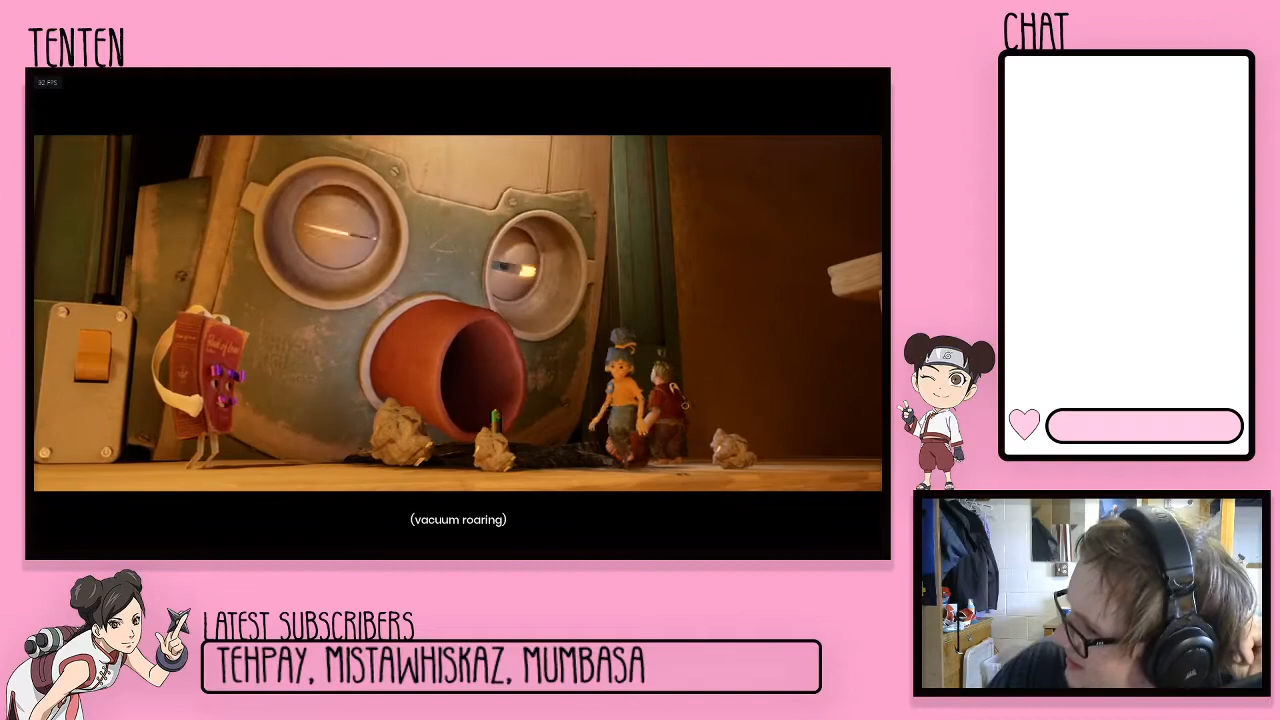 TENTEN
CHAT
(vacuum roaring)
LATEST SUBSCRIBERS
TEHPAY, MISTAWHISKAZ, MUMBASA